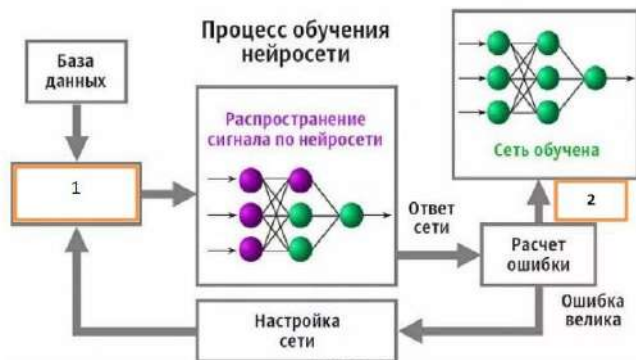 Процесс обучения
нейросети
База
данных
1
Распространение
сигнала по нейросети
Сеть обучена
2
Ответ
сети
Расчет
ошибки
Ошибка
велика
Настройка
сети